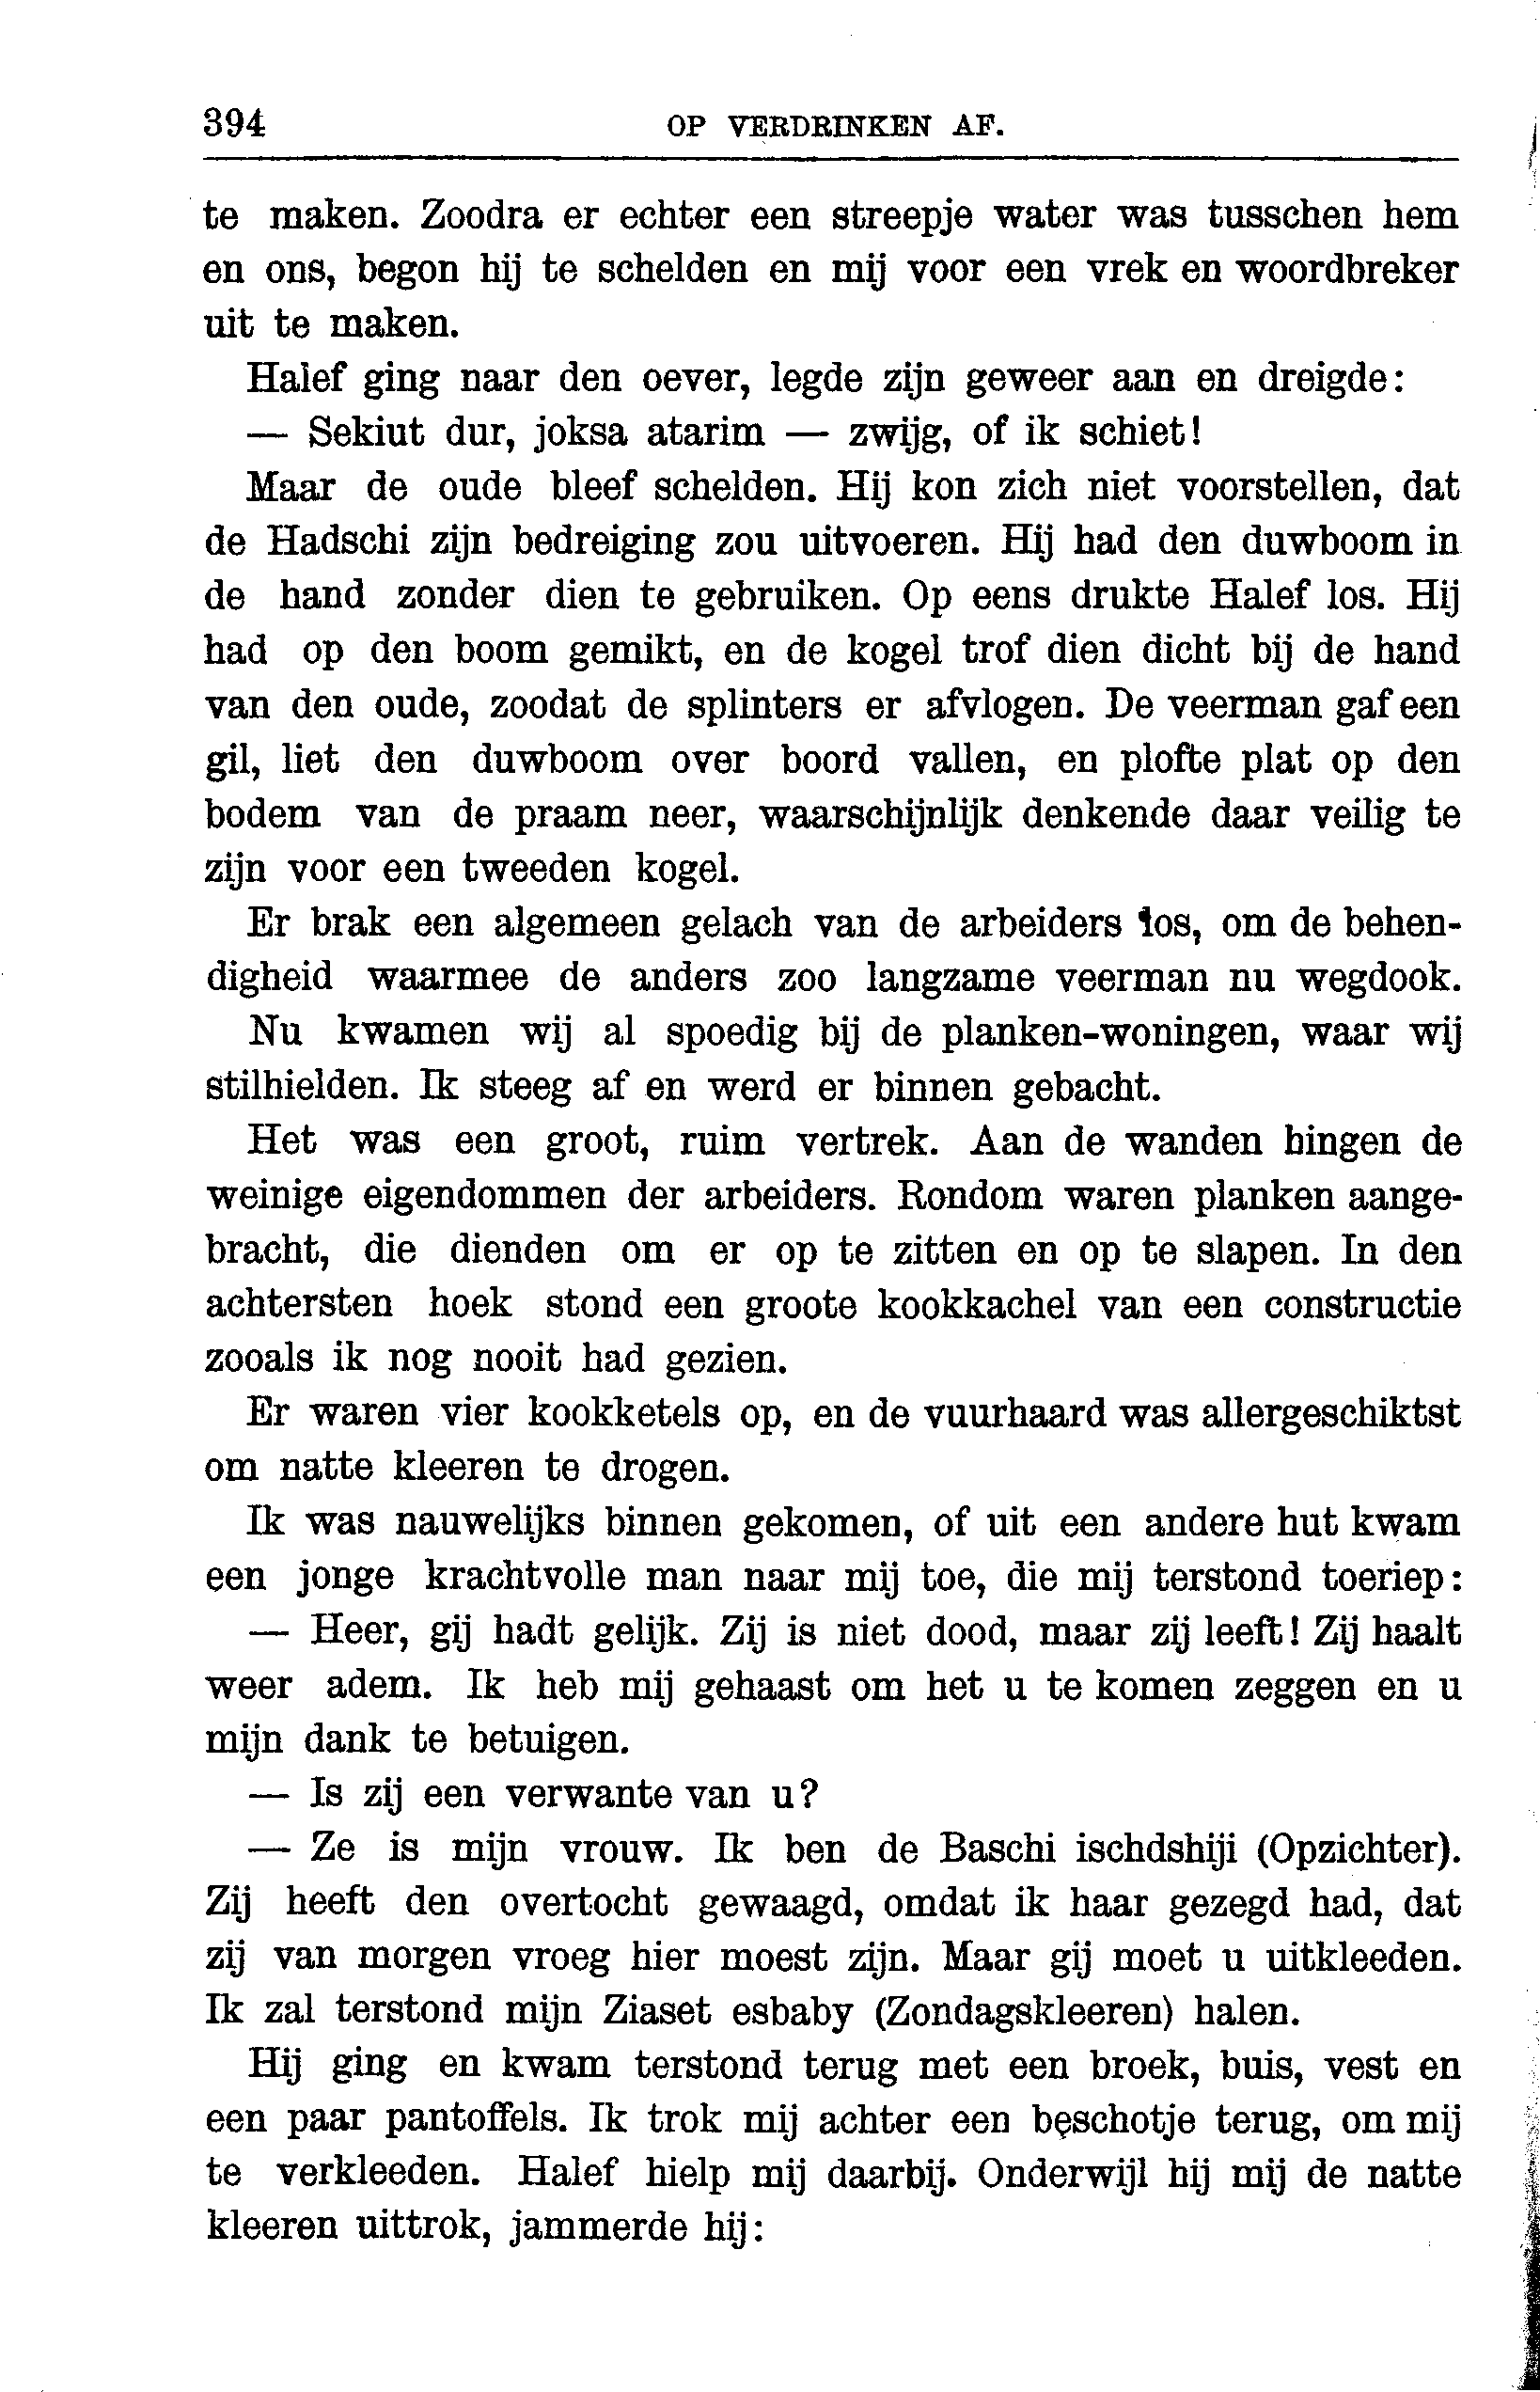 394 OP VERDRINKEN AF.
te maken. Zoodra er echter een streepje water was tusschen hem
en ons, begon hij te schelden en mij voor een vrek en woordbreker
uit te maken.
Halef ging naar den oever, legde zijn geweer aan en dreigde:
— Sekiut dur, joksa atarim — zwijg, of ik schiet!
Maar de oude bleef schelden. Hij kon zich niet voorstellen, dat
de Hadschi zijn bedreiging zou uitvoeren. Hij had den duwboom in
de hand zonder dien te gebruiken. Op eens drukte Halef los. Hij
had op den boom gemikt, en de kogel trof dien dicht bij de hand
van den oude, zoodat de splinters er afvlogen. De veerman gaf een
gil, liet den duwboom over boord vallen, en plofte plat op den
bodem van de praam neer, waarschijnlijk denkende daar veilig te
zijn voor een tweeden kogel.
Er brak een algemeen gelach van de arbeiders los, om de behen-
digheid waarmee de anders zoo langzame veerman nu wegdook.
Nu kwamen wij al spoedig bij de planken-woningen, waar wij
stilhielden. Ik steeg af en werd er binnen gebacht.
Het was een groot, ruim vertrek. Aan de wanden hingen de
weinige eigendommen der arbeiders. Rondom waren planken aange-
bracht, die dienden om er op te zitten en op te slapen. In den
achtersten hoek stond een groote kookkachel van een constructie
zooals ik nog nooit had gezien.
Er waren vier kookketels op, en de vuurhaard was allergeschiktst
om natte kleeren te drogen.
Ik was nauwelijks binnen gekomen, of uit een andere hut kwam
een jonge krachtvolle man naar mij toe, die mij terstond toeriep:
— Heer, gij hadt gelijk. Zij is niet dood, maar zij leeft! Zij haalt
weer adem. Ik heb mij gehaast om het u te komen zeggen en u
mijn dank te betuigen.
— Is zij een verwante van u?
— Ze is mijn vrouw. Ik ben de Baschi ischdshiji (Opzichter).
Zij heeft den overtocht gewaagd, omdat ik haar gezegd had, dat
zij van morgen vroeg hier moest zijn. Maar gij moet u uitkleeden.
Ik zal terstond mijn Ziaset esbaby (Zondagskleeren) halen.
Hij ging en kwam terstond terug met een broek, buis, vest en
een paar pantoffels. Ik trok mij achter een beschotje terug, om mij
te verkleeden. Halef hielp mij daarbij. Onderwijl hij mij de natte
kleeren uittrok, jammerde hij: